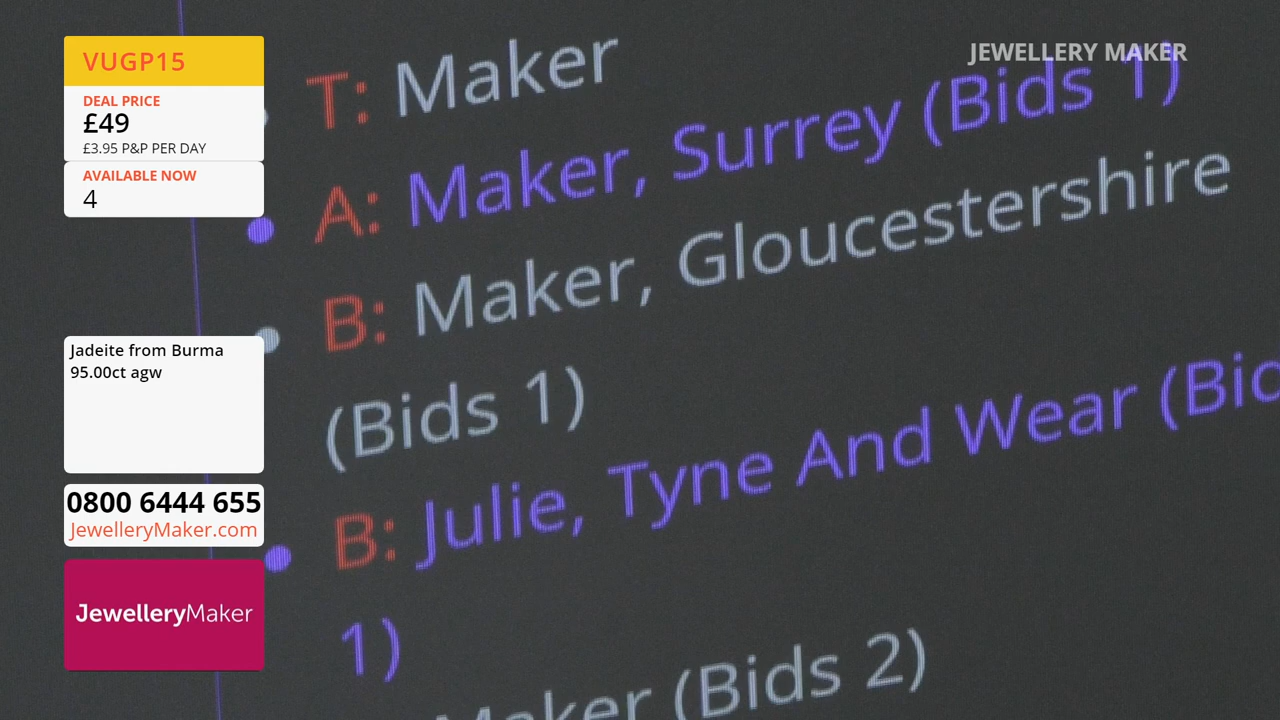 VUGP15
DEAL PRICE
£49
£3.95 P&P PER DAY
AVAILABLE NOW
4
Jadeite from Burma
95.00ct agw
0800 6444 655
JewelleryMaker.com
JewelleryMaker
JEWELLERY MAKER
T: Maker
A: Maker, Surrey (Bids 1)
B: Maker, Gloucestershire
(Bids 1)
B: Julie, Tyne And Wear (Bid
1)
Maker (Bids 2)